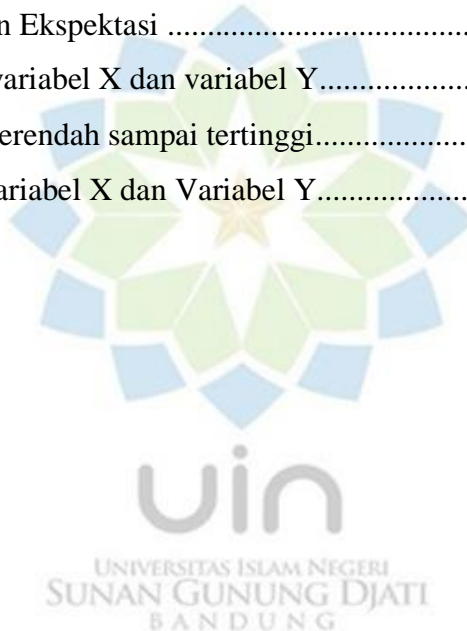 n Ekspektasi ......................................
variabel X dan variabel Y.......................
erendah sampai tertinggi.......................
ariabel X dan Variabel Y.......................
uin
UNIVERSITAS ISLAM NEGERI
SUNAN GUNUNG DJATI
BANDUNG